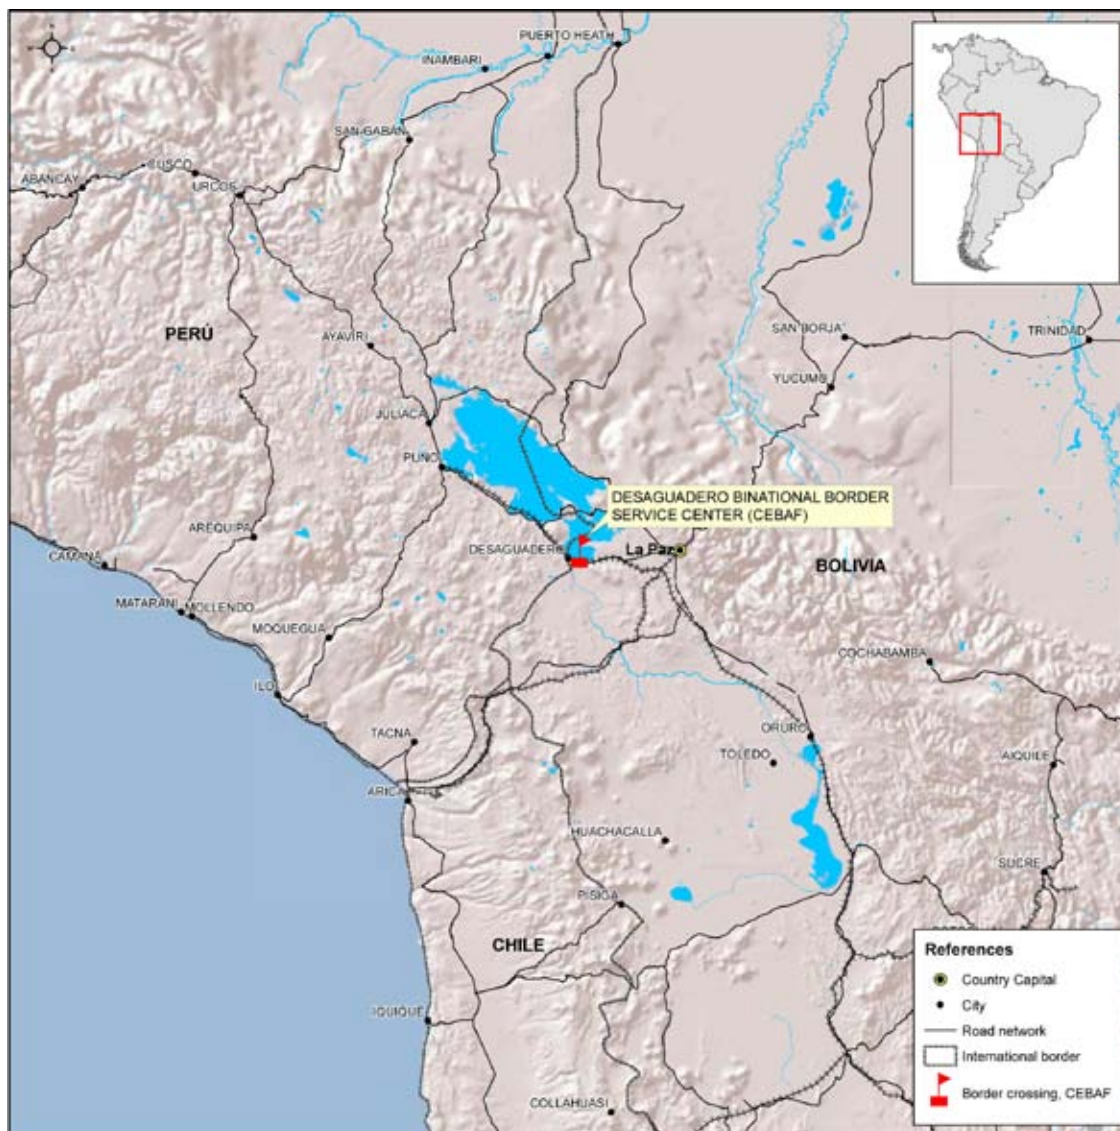 PUERTO HEATH
INAMBARI
SAN GABÁN
CUSCO
ABANCAY
URCOS
PERÚ
AYAVIRI
SAN BORJA
TRINIDAD
YUCUMO
JULIACA
PUNO
DESAGUADERO BINATIONAL BORDER
SERVICE CENTER (CEBAF)
AREQUIPA
DESAGUADERO
La Paz
CAMANÁ
BOLIVIA
MATARANI
MOLLENDO
MOQUEGUA
COCHABAMBA
ILO
TACNA
ORURO
TOLEDO
AIQUILE
ARICA
HUACHACALLA
SUCRE
PISIGA
CHILE
IQUIQUE
COLLAHUASI
References
Country Capital
City
Road network
International border
Border crossing, CEBAF